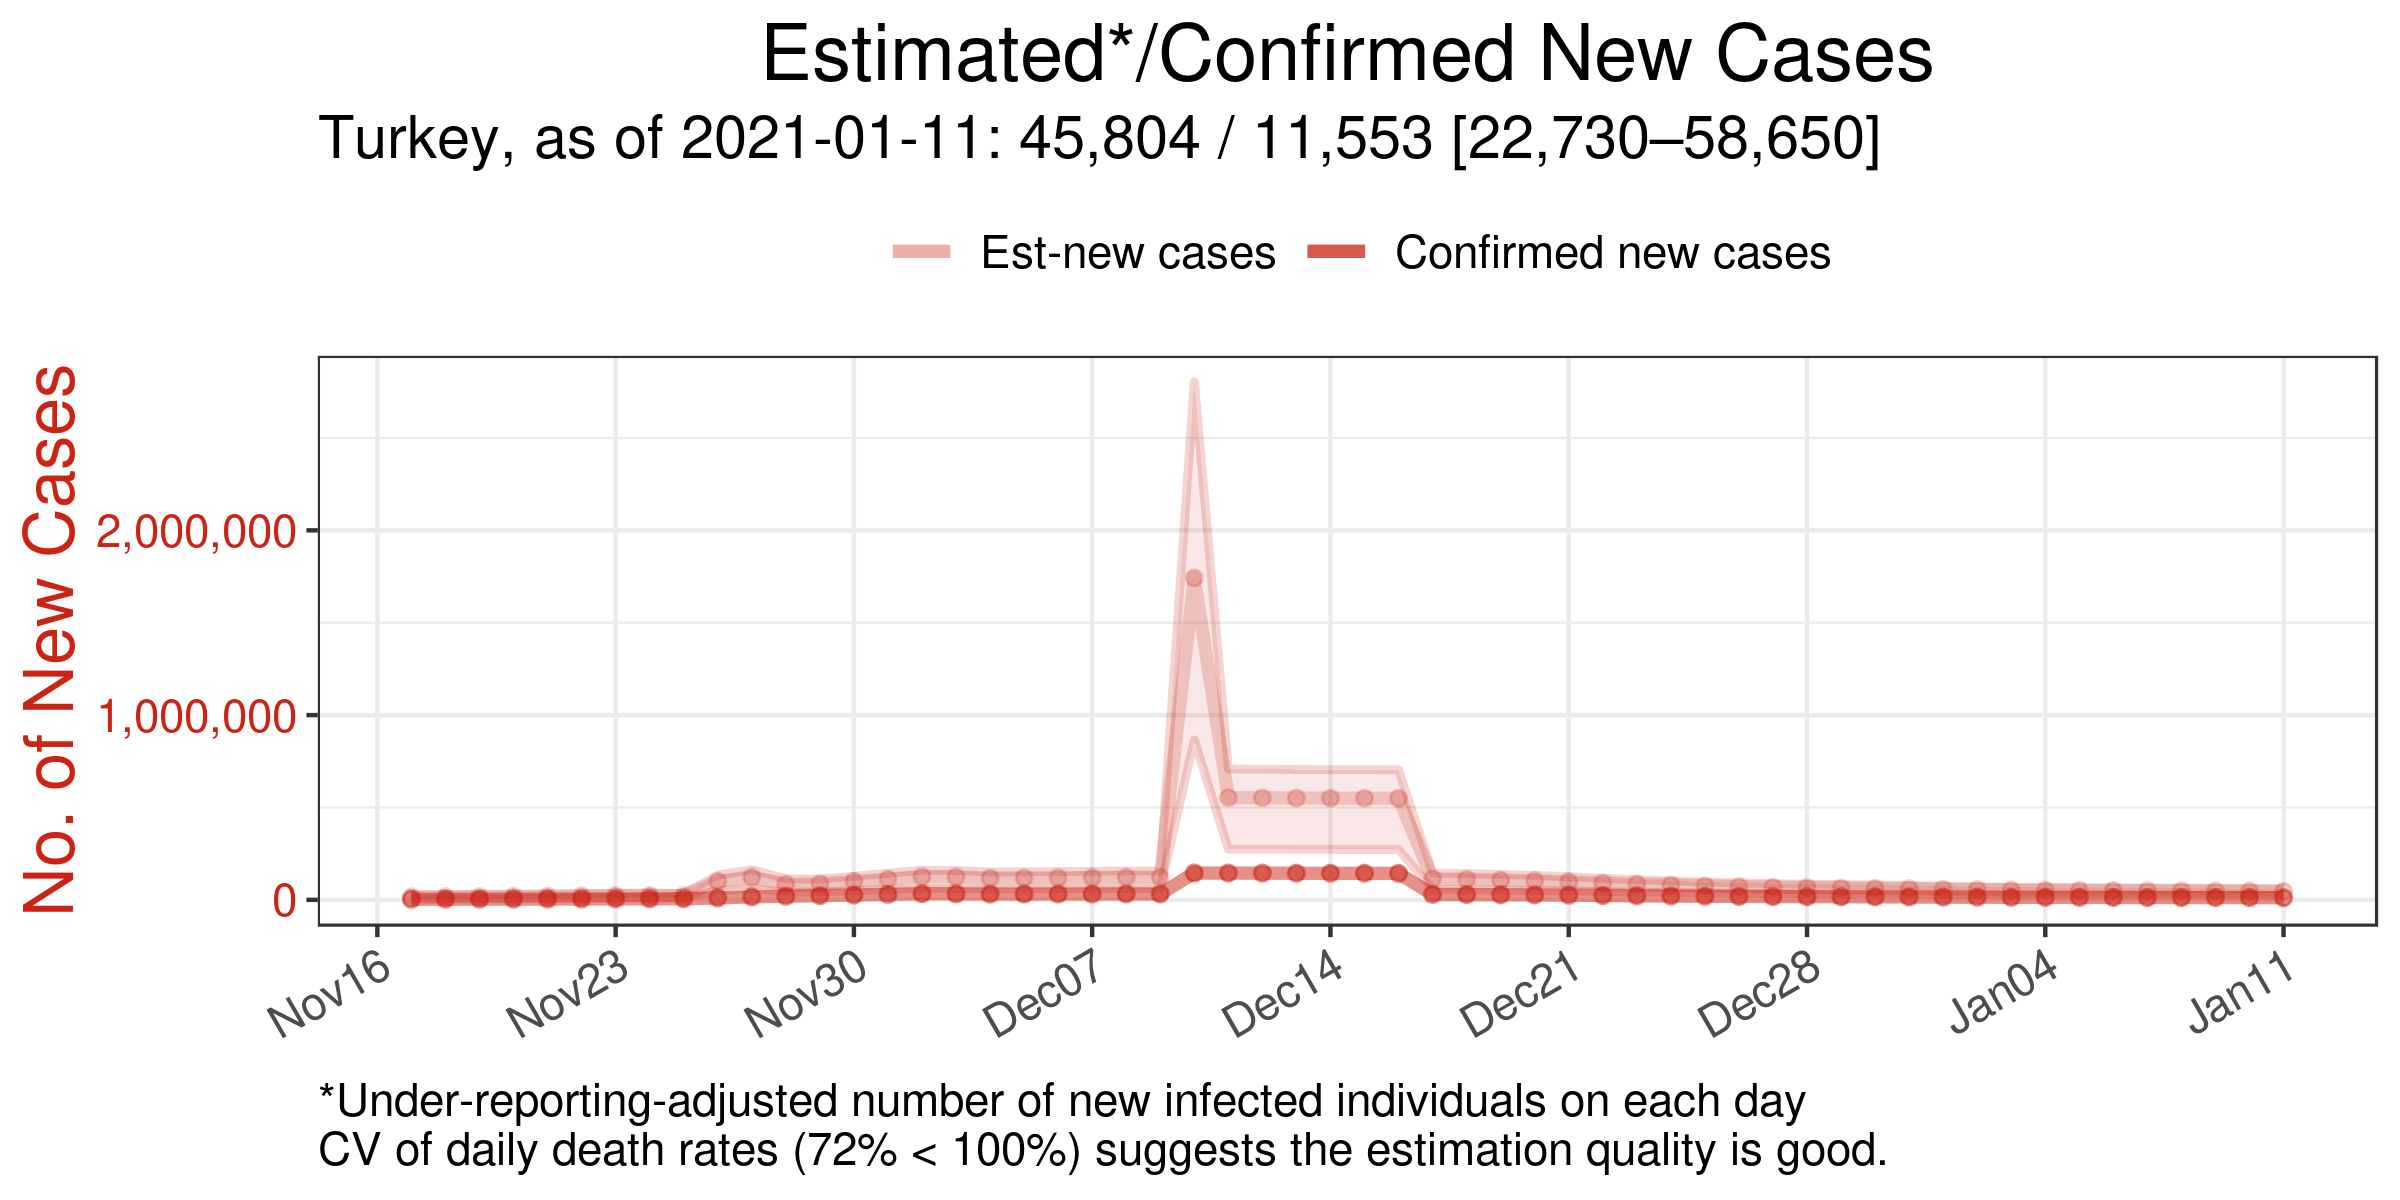 Estimated*/Confirmed New Cases
Turkey, as of 2021-01-11: 45,804 / 11,553 [22,730–58,650]
Est-new cases
Confirmed new cases
No. of New Cases
2,000,000
1,000,000
0
Nov16
Nov23
Nov30
Dec07
Dec14
Dec21
Dec28
Jan04
Jan11
*Under-reporting-adjusted number of new infected individuals on each day
CV of daily death rates (72% < 100%) suggests the estimation quality is good.